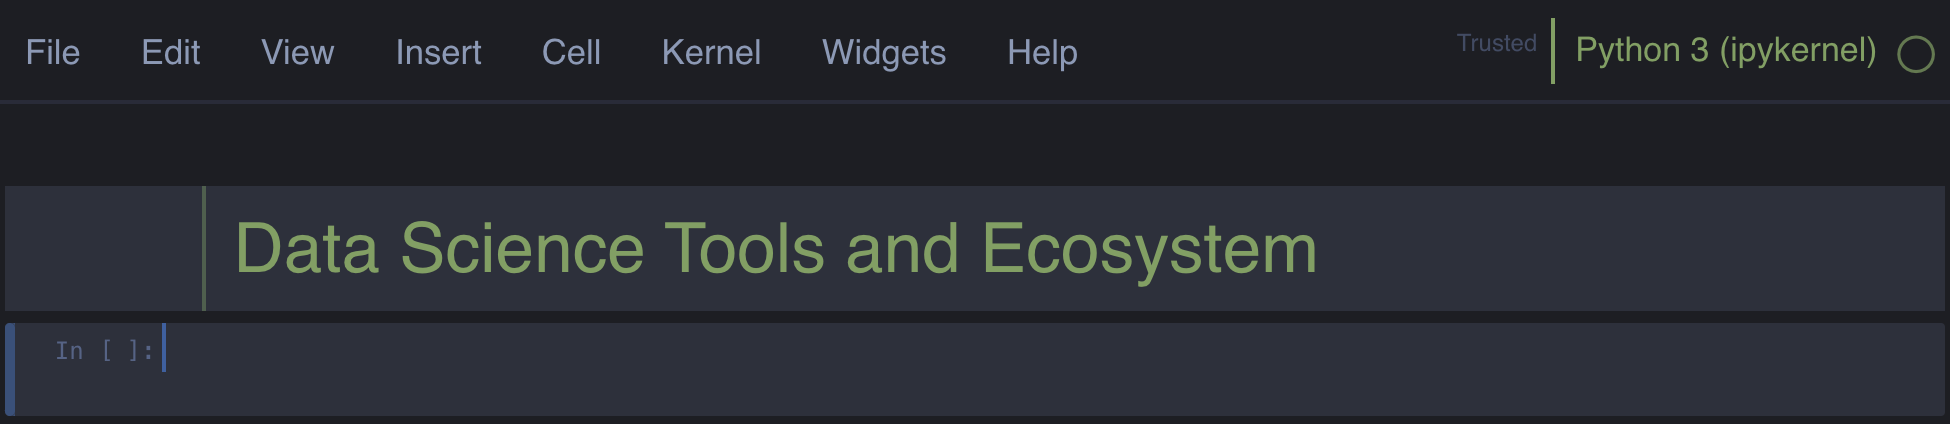 File Edit View Insert Cell Kernel Widgets Help Trusted Python 3 (ipykernel)
Data Science Tools and Ecosystem
In [ ]: